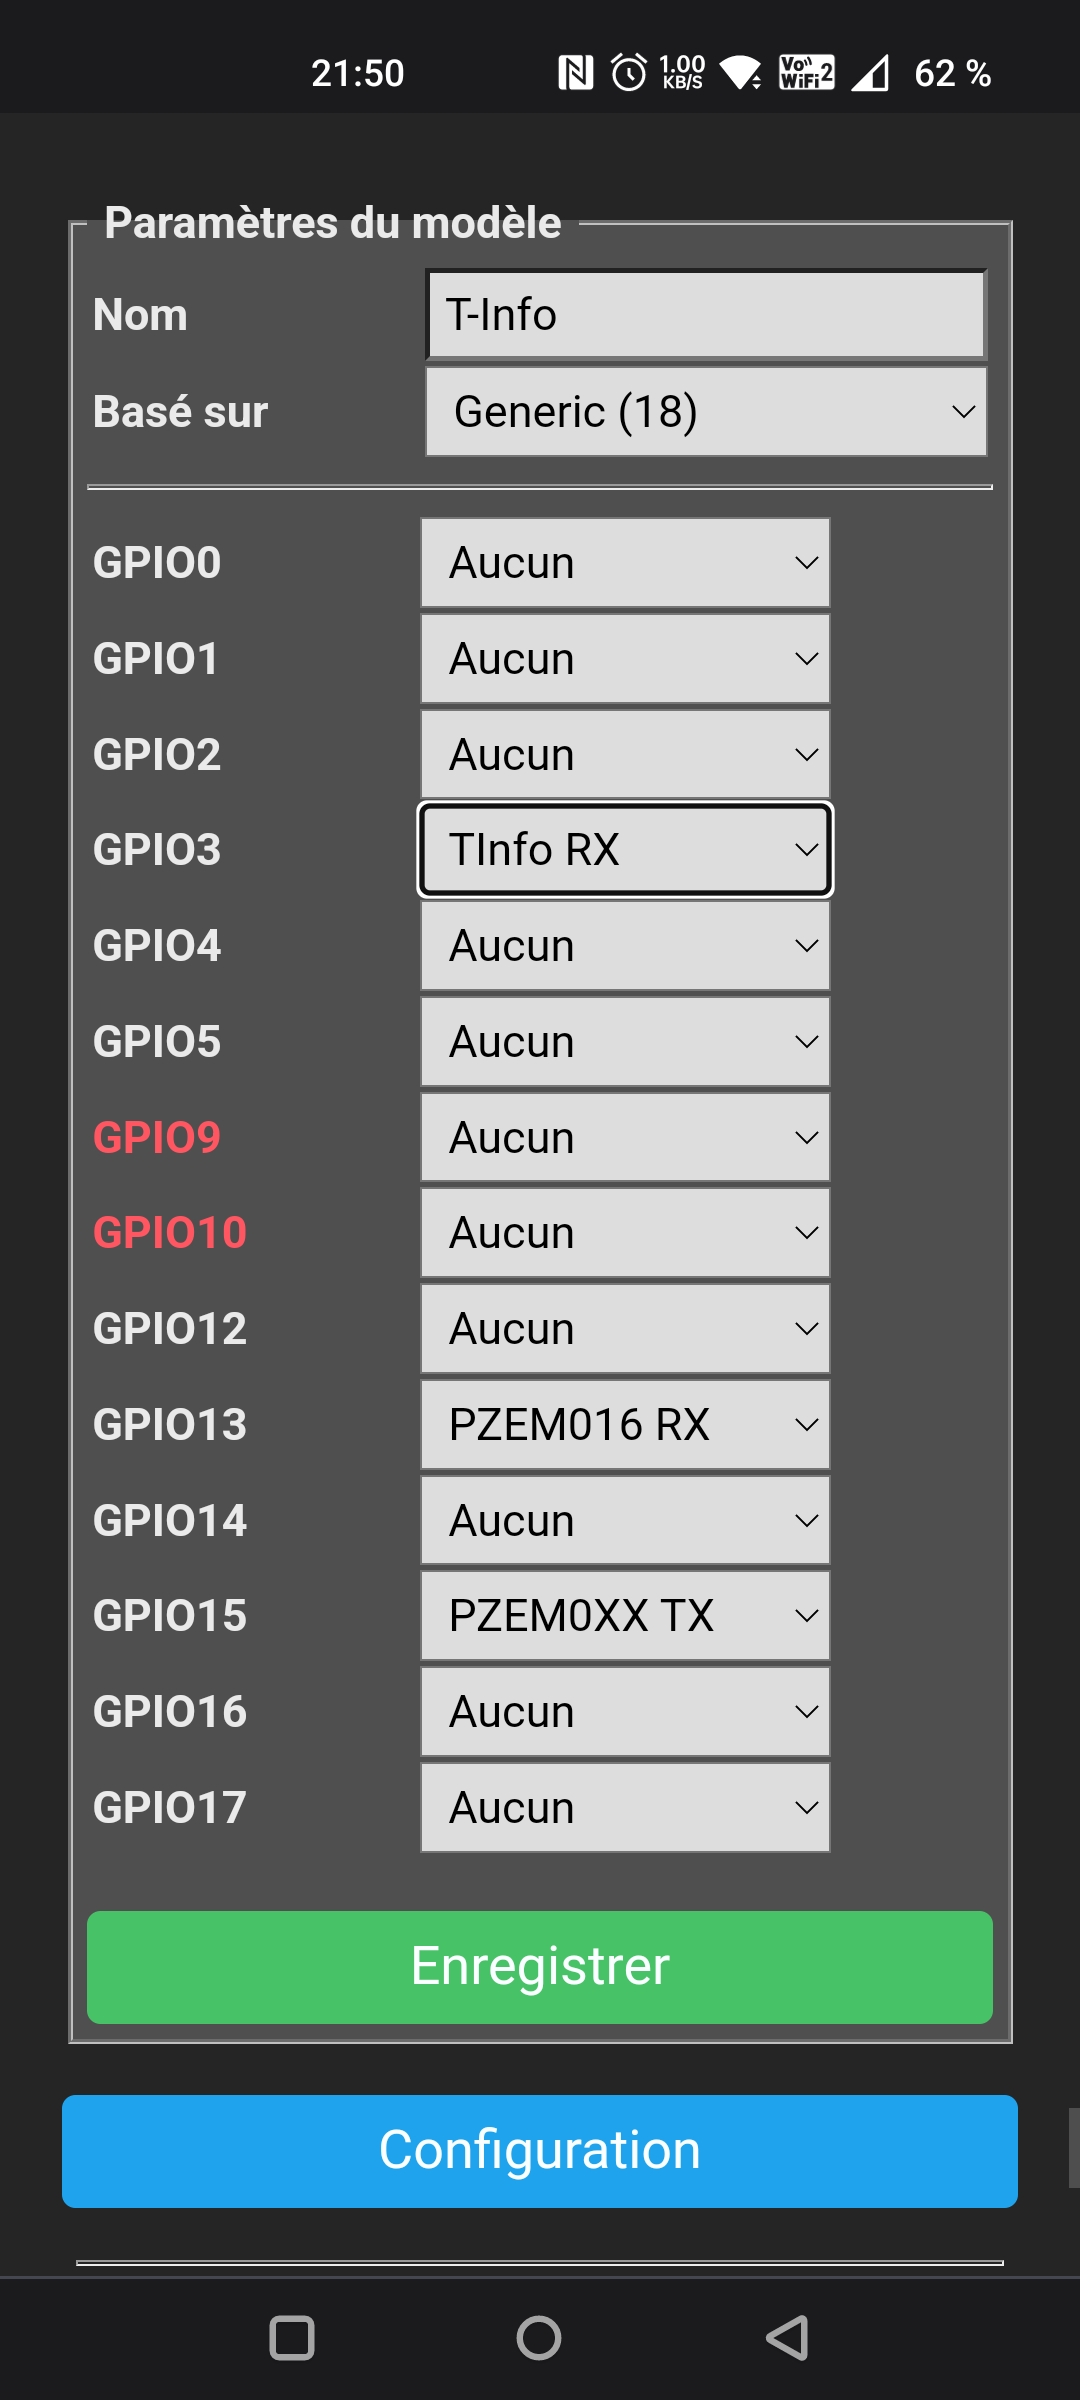 21:50 1.00 KB/S Vo WiFi 2 62 %
Paramètres du modèle
Nom T-Info
Basé sur Generic (18)
GPIO0 Aucun
GPIO1 Aucun
GPIO2 Aucun
GPIO3 TInfo RX
GPIO4 Aucun
GPIO5 Aucun
GPIO9 Aucun
GPIO10 Aucun
GPIO12 Aucun
GPIO13 PZEM016 RX
GPIO14 Aucun
GPIO15 PZEM0XX TX
GPIO16 Aucun
GPIO17 Aucun
Enregistrer
Configuration